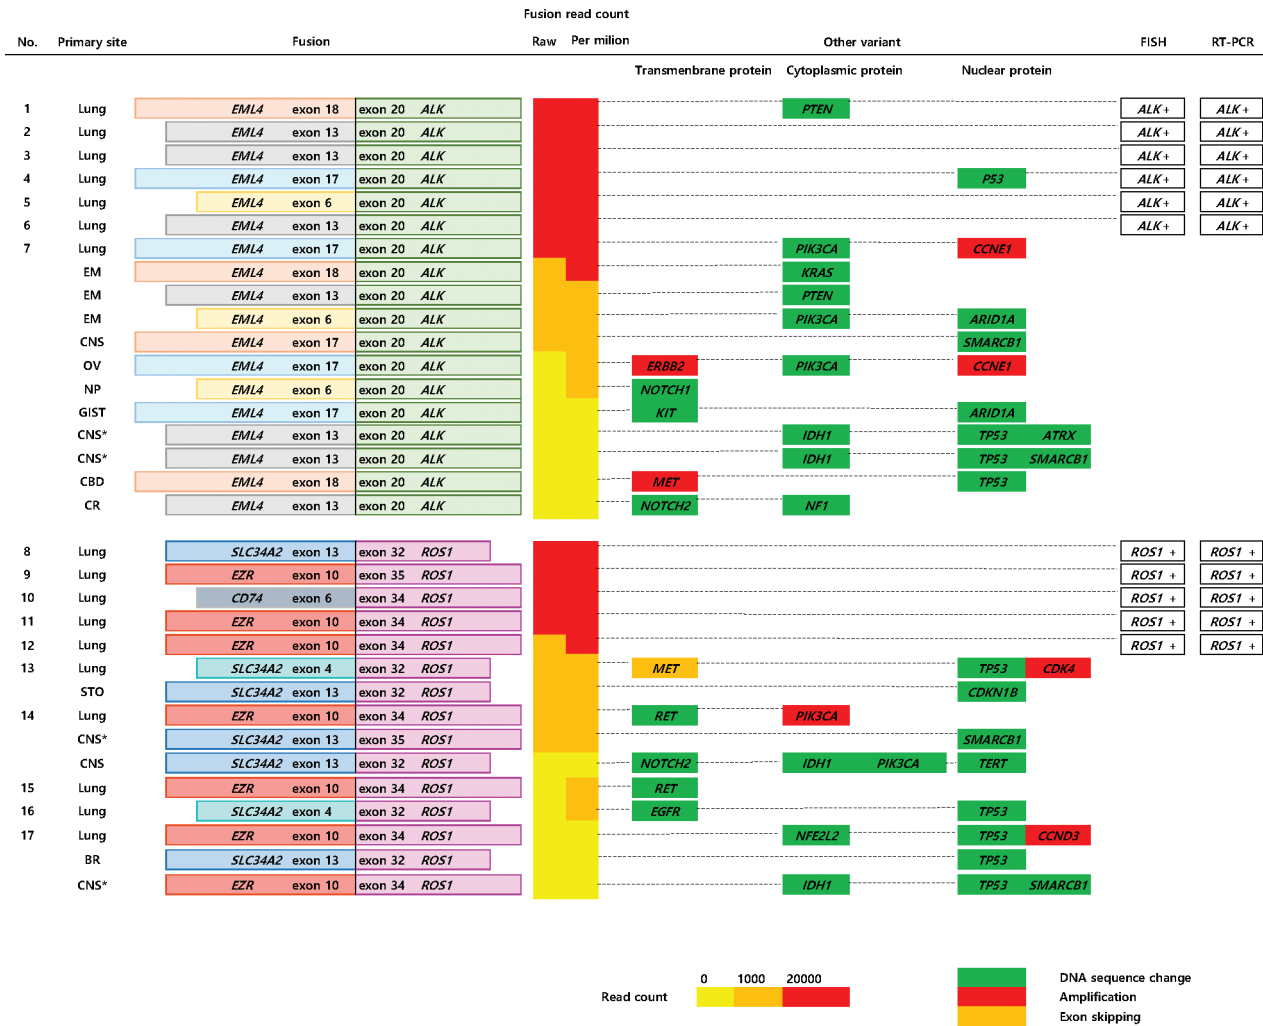 Fusion read count
No. Primary site Fusion Raw Per milion Other variant FISH RT-PCR
Transmenbrane protein Cytoplasmic protein Nuclear protein
1 Lung EML4 exon 18 exon 20 ALK PTEN ALK + ALK +
2 Lung EML4 exon 13 exon 20 ALK ALK + ALK +
3 Lung EML4 exon 13 exon 20 ALK ALK + ALK +
4 Lung EML4 exon 17 exon 20 ALK P53 ALK + ALK +
5 Lung EML4 exon 6 exon 20 ALK ALK + ALK +
6 Lung EML4 exon 13 exon 20 ALK ALK + ALK +
7 Lung EML4 exon 17 exon 20 ALK PIK3CA CCNE1
EM EML4 exon 18 exon 20 ALK KRAS
EM EML4 exon 13 exon 20 ALK PTEN
EM EML4 exon 6 exon 20 ALK PIK3CA ARID1A
CNS EML4 exon 17 exon 20 ALK SMARCB1
OV EML4 exon 17 exon 20 ALK ERBB2 PIK3CA CCNE1
NP EML4 exon 6 exon 20 ALK NOTCH1
GIST EML4 exon 17 exon 20 ALK KIT ARID1A
CNS* EML4 exon 13 exon 20 ALK IDH1 TP53 ATRX
CNS* EML4 exon 13 exon 20 ALK IDH1 TP53 SMARCB1
CBD EML4 exon 18 exon 20 ALK MET TP53
CR EML4 exon 13 exon 20 ALK NOTCH2 NF1
8 Lung SLC34A2 exon 13 exon 32 ROS1 ROS1 + ROS1 +
9 Lung EZR exon 10 exon 35 ROS1 ROS1 + ROS1 +
10 Lung CD74 exon 6 exon 34 ROS1 ROS1 + ROS1 +
11 Lung EZR exon 10 exon 34 ROS1 ROS1 + ROS1 +
12 Lung EZR exon 10 exon 34 ROS1 ROS1 + ROS1 +
13 Lung SLC34A2 exon 4 exon 32 ROS1 MET TP53 CDK4
STO SLC34A2 exon 13 exon 32 ROS1 CDKN1B
14 Lung EZR exon 10 exon 34 ROS1 RET PIK3CA
CNS* SLC34A2 exon 13 exon 35 ROS1 SMARCB1
CNS SLC34A2 exon 13 exon 32 ROS1 NOTCH2 IDH1 PIK3CA TERT
15 Lung EZR exon 10 exon 34 ROS1 RET
16 Lung SLC34A2 exon 4 exon 32 ROS1 EGFR TP53
17 Lung EZR exon 10 exon 34 ROS1 NFE2L2 TP53 CCND3
BR SLC34A2 exon 13 exon 32 ROS1 TP53
CNS* EZR exon 10 exon 34 ROS1 IDH1 TP53 SMARCB1
0 1000 20000 DNA sequence change
Read count Amplification
Exon skipping